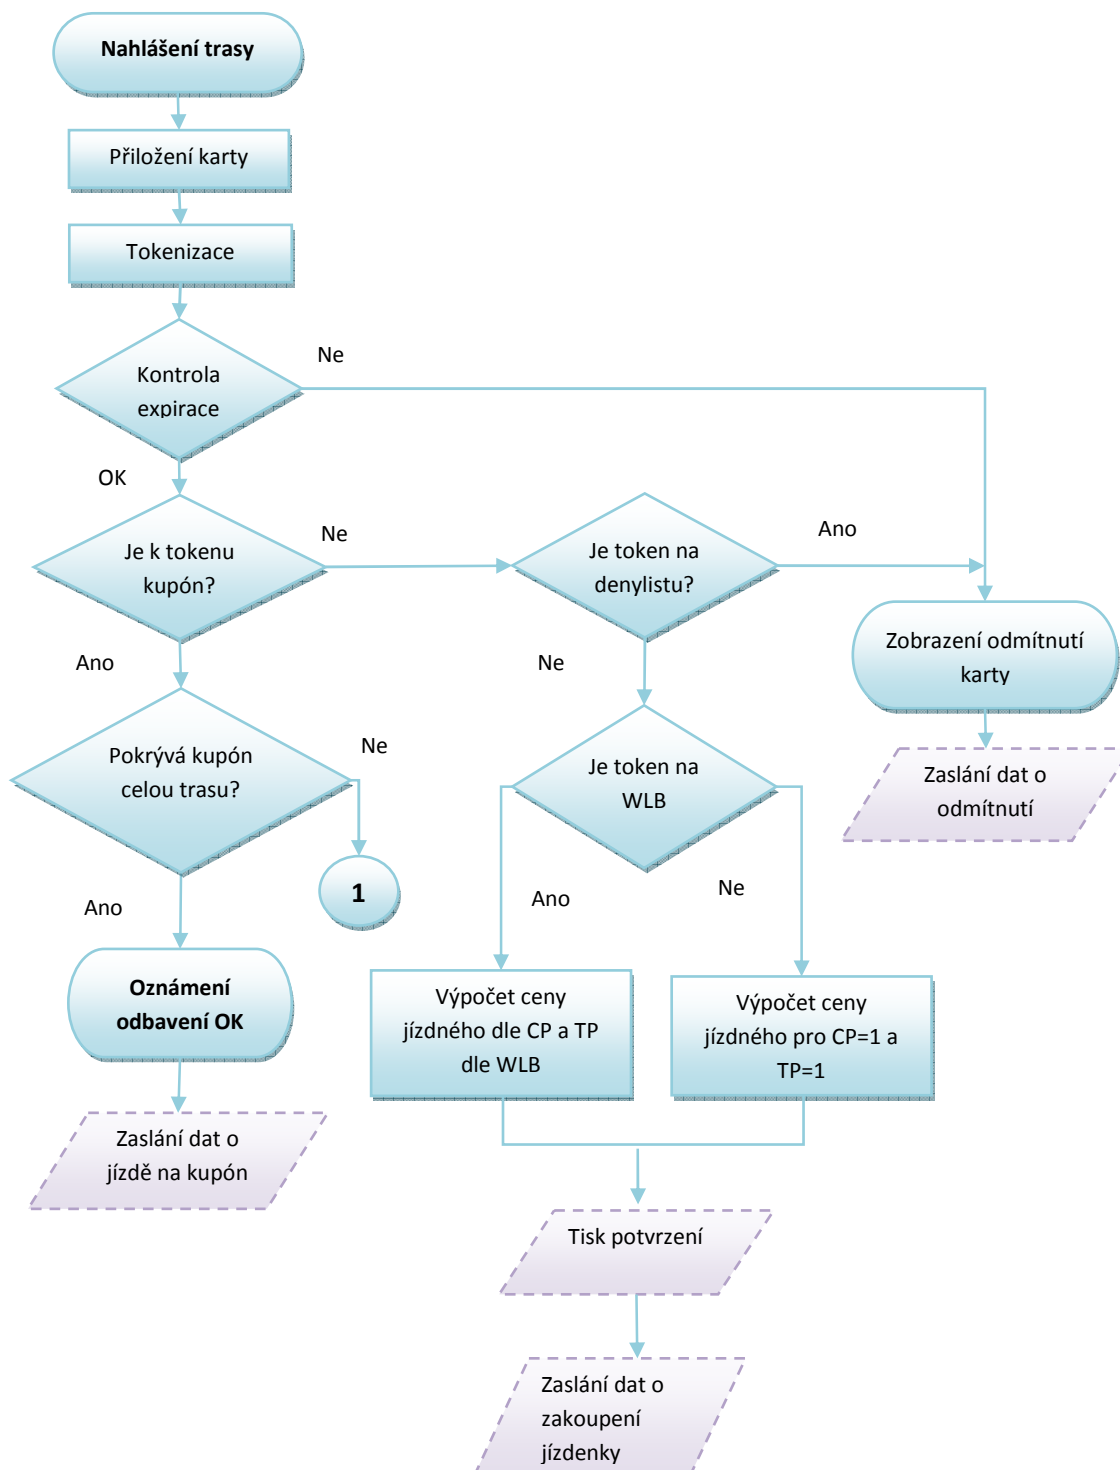 Nahlášení trasy
Přiložení karty
Tokenizace
Ne
Kontrola
expirace
OK
Ne
Je k tokenu
kupón?
Je token na
denylistu?
Ano
Ano
Ne
Zobrazení odmítnutí
karty
Pokrývá kupón
celou trasu?
Ne
Je token na
WLB
Zaslání dat o
odmítnutí
1
Ano
Ano
Ne
Oznámení
odbavení OK
Výpočet ceny
jízdného dle CP a TP
dle WLB
Výpočet ceny
jízdného pro CP=1 a
TP=1
Zaslání dat o
jízdě na kupón
Tisk potvrzení
Zaslání dat o
zakoupení
jízdenky